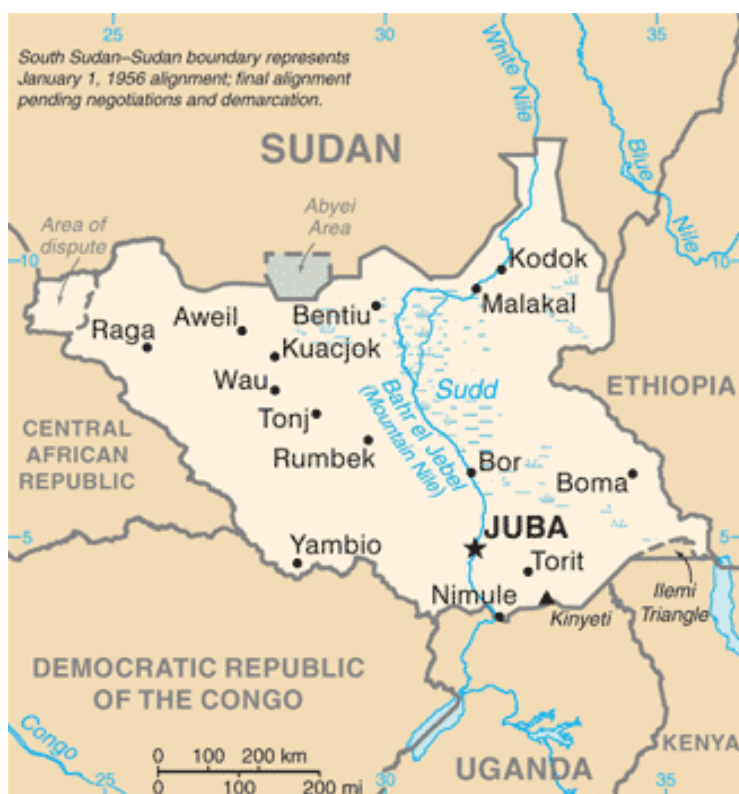 25
30
35
South Sudan–Sudan boundary represents
January 1, 1956 alignment; final alignment
pending negotiations and demarcation.
White
Nile
SUDAN
Blue
Nile
Area of
dispute
Abyei
Area
10
10
Kodok
Malakal
Bentiu
Aweil
Raga
Kuacjok
Wau
Sudd
ETHIOPIA
Tonj
Bahr el Jebel
(Mountain Nile)
CENTRAL
AFRICAN
REPUBLIC
Rumbek
Bor
Boma
5
5
JUBA
Yambio
Torit
Nimule
Kinyeti
Ilemi
Triangle
DEMOCRATIC REPUBLIC
OF THE CONGO
Congo
KENYA
UGANDA
0 100 200 km
0 100 200 mi
25
30
35